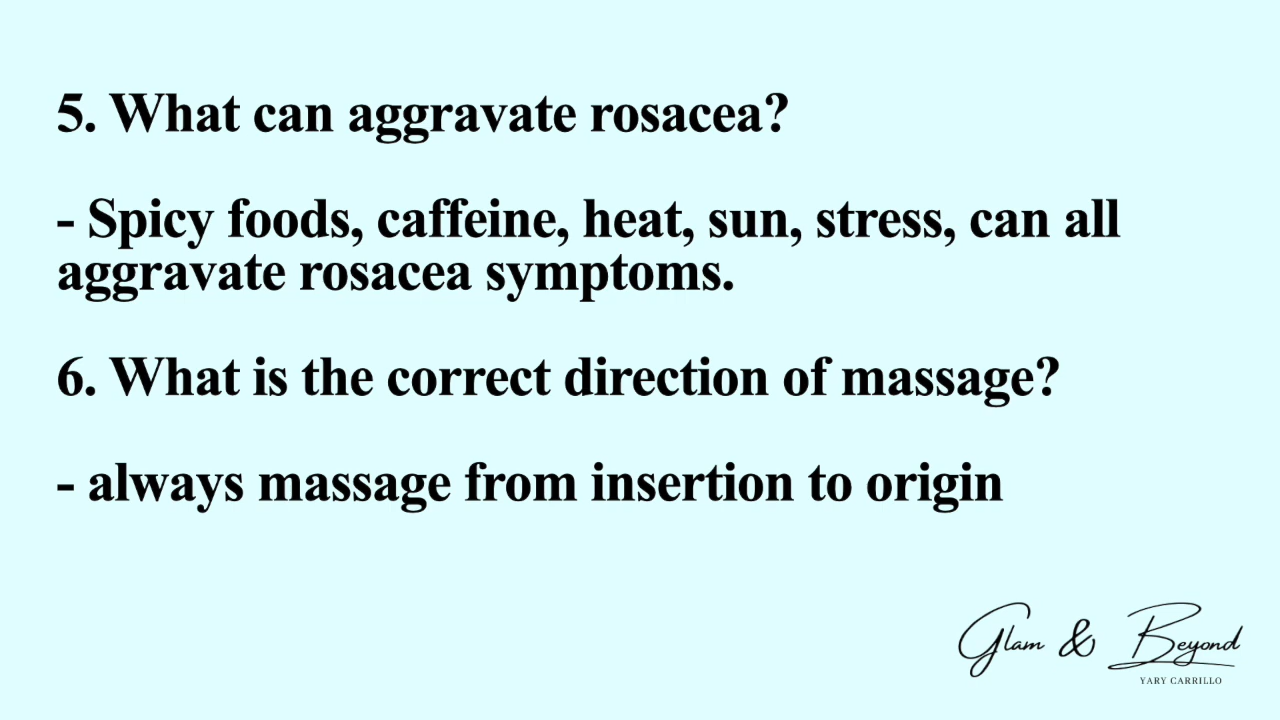 5. What can aggravate rosacea?
- Spicy foods, caffeine, heat, sun, stress, can all
aggravate rosacea symptoms.
6. What is the correct direction of massage?
- always massage from insertion to origin
Glam & Beyond
YARY CARRILLO